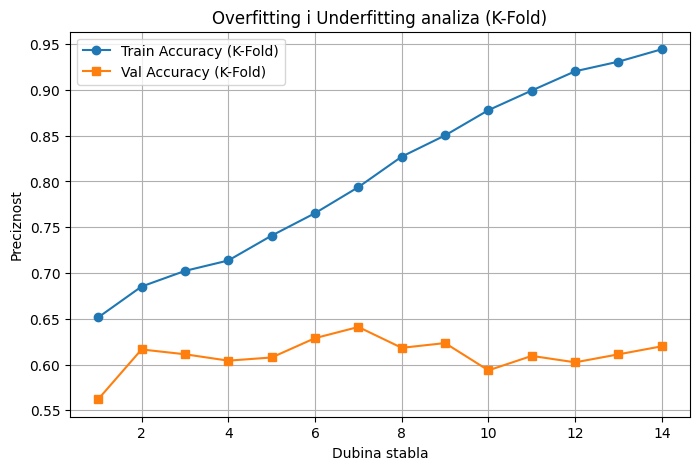 Overfitting i Underfitting analiza (K-Fold)
Train Accuracy (K-Fold)
Val Accuracy (K-Fold)
Preciznost
0.95
0.90
0.85
0.80
0.75
0.70
0.65
0.60
0.55
2 4 6 8 10 12 14
Dubina stabla